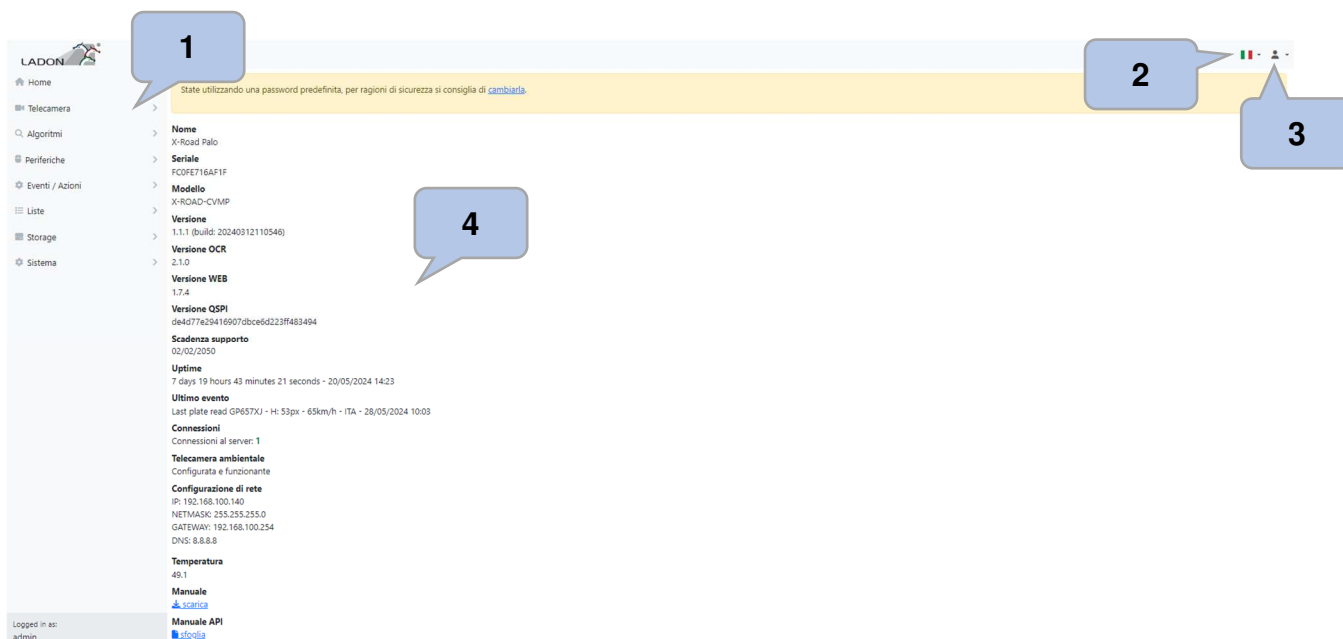 LADON
1
2
3
4
Home
Telecamera
Algoritmi
Periferiche
Eventi / Azioni
Liste
Storage
Sistema
Logged in as:
admin
State utilizzando una password predefinita, per ragioni di sicurezza si consiglia di cambiarla.
Nome
X-Road Palo
Seriale
FC0FE716AF1F
Modello
X-ROAD-CVMP
Versione
1.1.1 (build: 20240312110546)
Versione OCR
2.1.0
Versione WEB
1.7.4
Versione QSPI
de4d77e29416907dbce6d223ff483494
Scadenza supporto
02/02/2050
Uptime
7 days 19 hours 43 minutes 21 seconds - 20/05/2024 14:23
Ultimo evento
Last plate read GP657XJ - H: 53px - 65km/h - ITA - 28/05/2024 10:03
Connessioni
Connessioni al server: 1
Telecamera ambientale
Configurata e funzionante
Configurazione di rete
IP: 192.168.100.140
NETMASK: 255.255.255.0
GATEWAY: 192.168.100.254
DNS: 8.8.8.8
Temperatura
49.1
Manuale
scarica
Manuale API
sfoglia